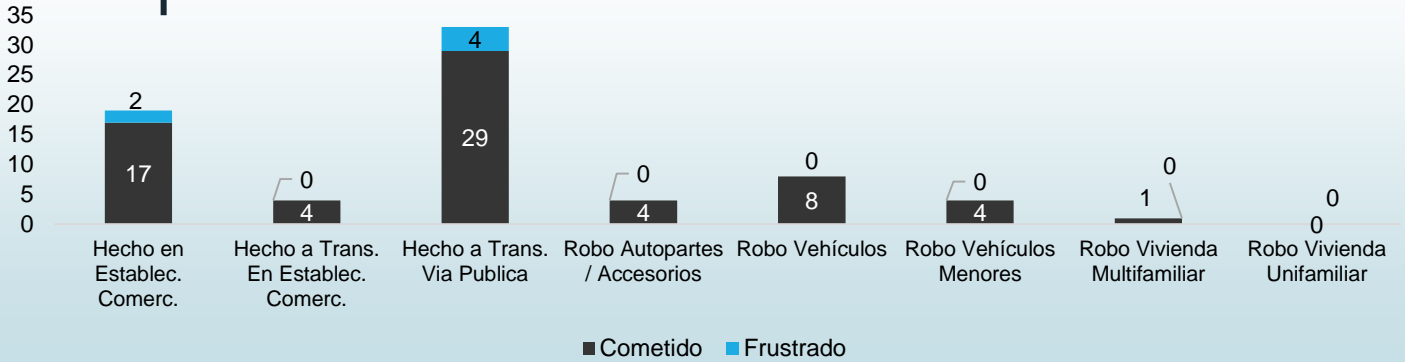 35
30
25
20
15
10
5
0
2
17
0
4
4
29
0
4
0
8
0
4
0
1
0
0
Hecho en
Establec.
Comerc.
Hecho a Trans.
En Establec.
Comerc.
Hecho a Trans.
Via Publica
Robo Autopartes
/ Accesorios
Robo Vehículos
Robo Vehículos
Menores
Robo Vivienda
Multifamiliar
Robo Vivienda
Unifamiliar
Cometido
Frustrado